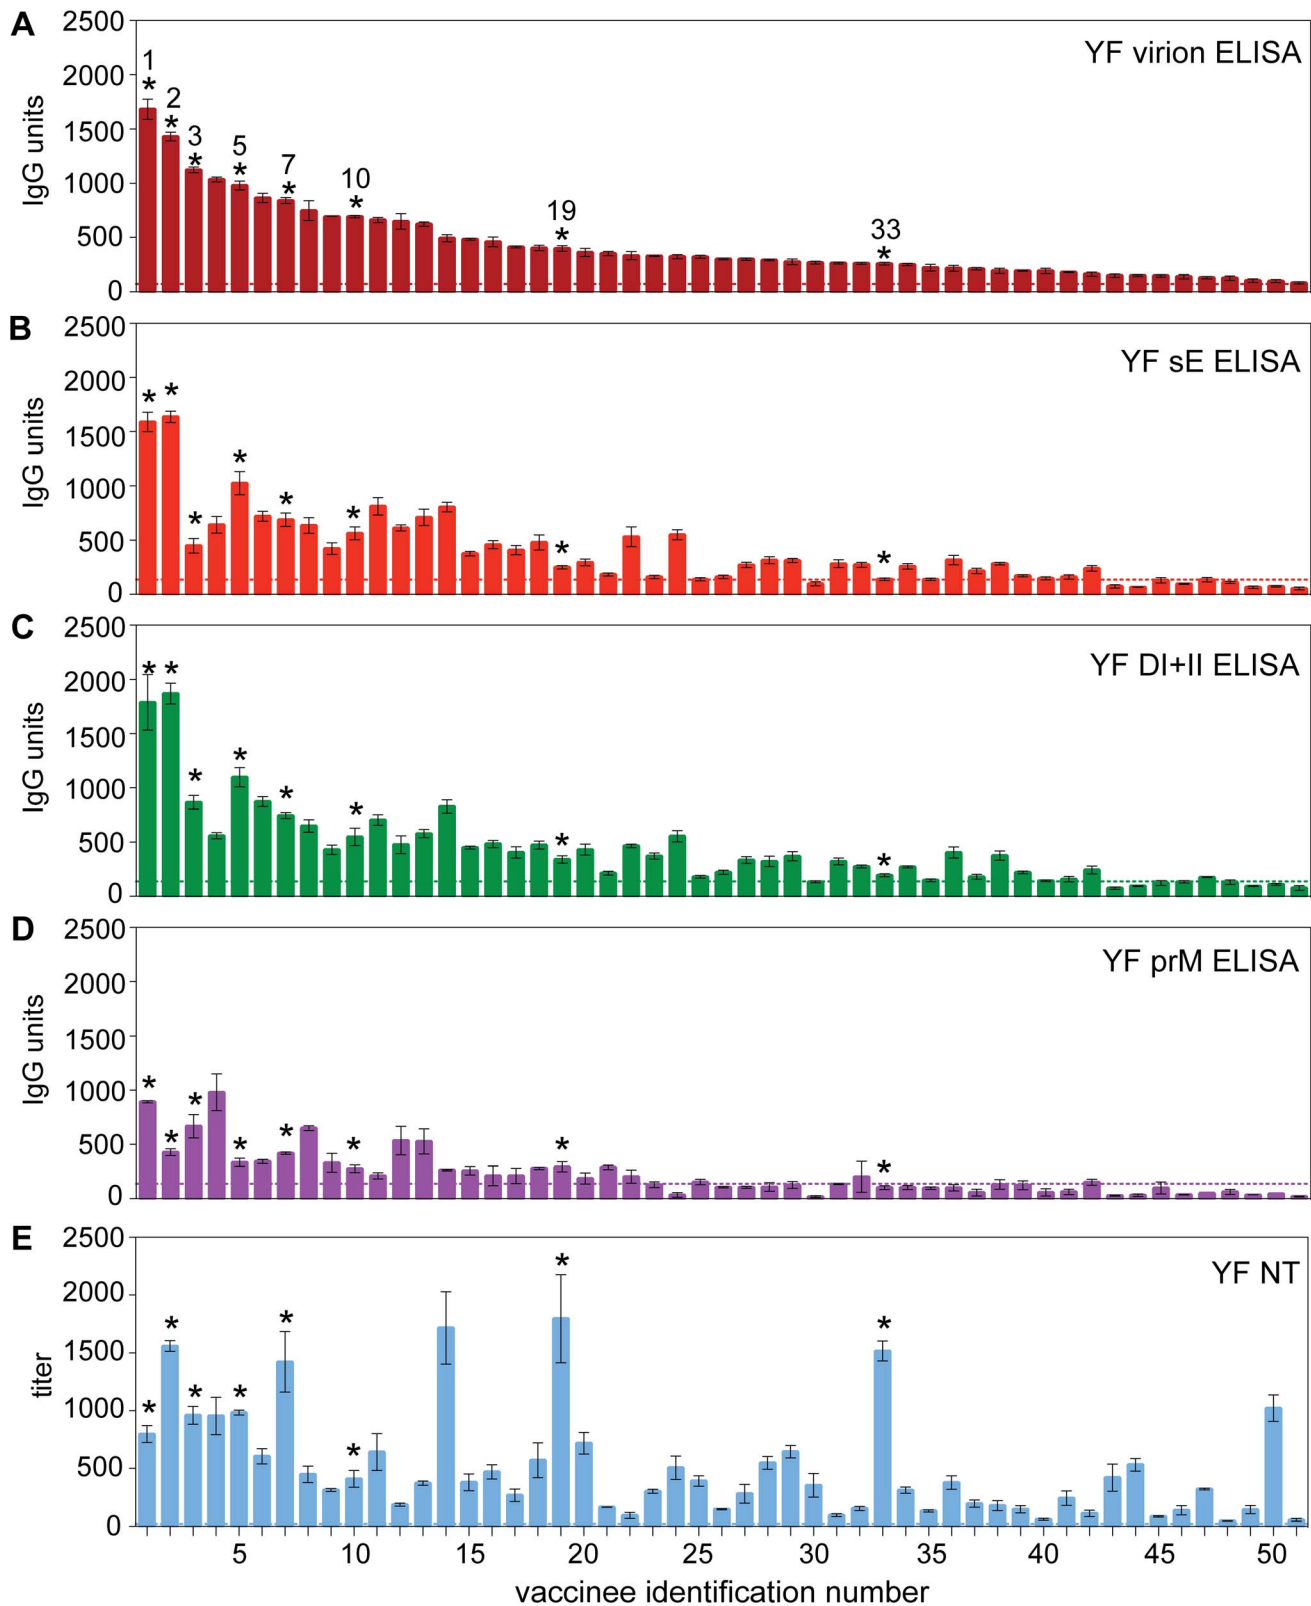 A
YF virion ELISA
IgG units
2500
2000
1500
1000
500
0
1
*
2
*
3
*
5
*
7
*
10
*
19
*
33
*
B
YF sE ELISA
IgG units
2500
2000
1500
1000
500
0
* * * * * * * *
C
YF DI+II ELISA
IgG units
2500
2000
1500
1000
500
0
* * * * * * * *
D
YF prM ELISA
IgG units
2500
2000
1500
1000
500
0
* * * * * * * *
E
YF NT
titer
2500
2000
1500
1000
500
0
* * * * * * * *
5 10 15 20 25 30 35 40 45 50
vaccinee identification number